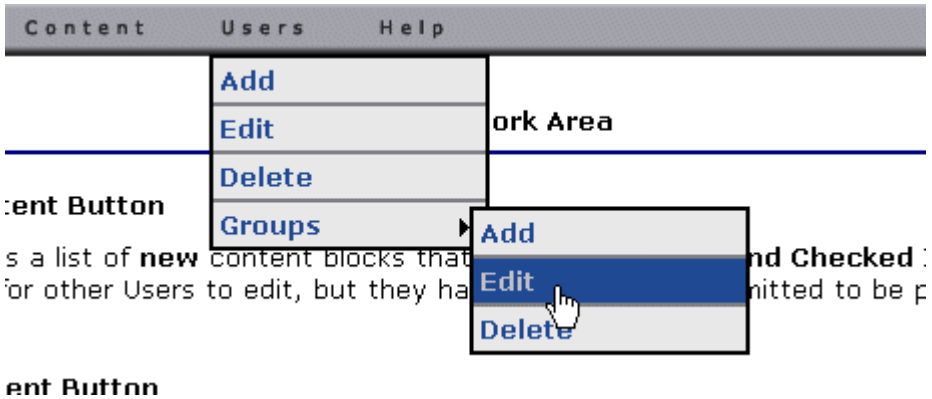 Content Users Help
Add
Edit
ork Area
Delete
tent Button
Groups
Add
s a list of new content blocks that nd Checked I
for other Users to edit, but they ha Edit nitted to be p
Delete
ent Button